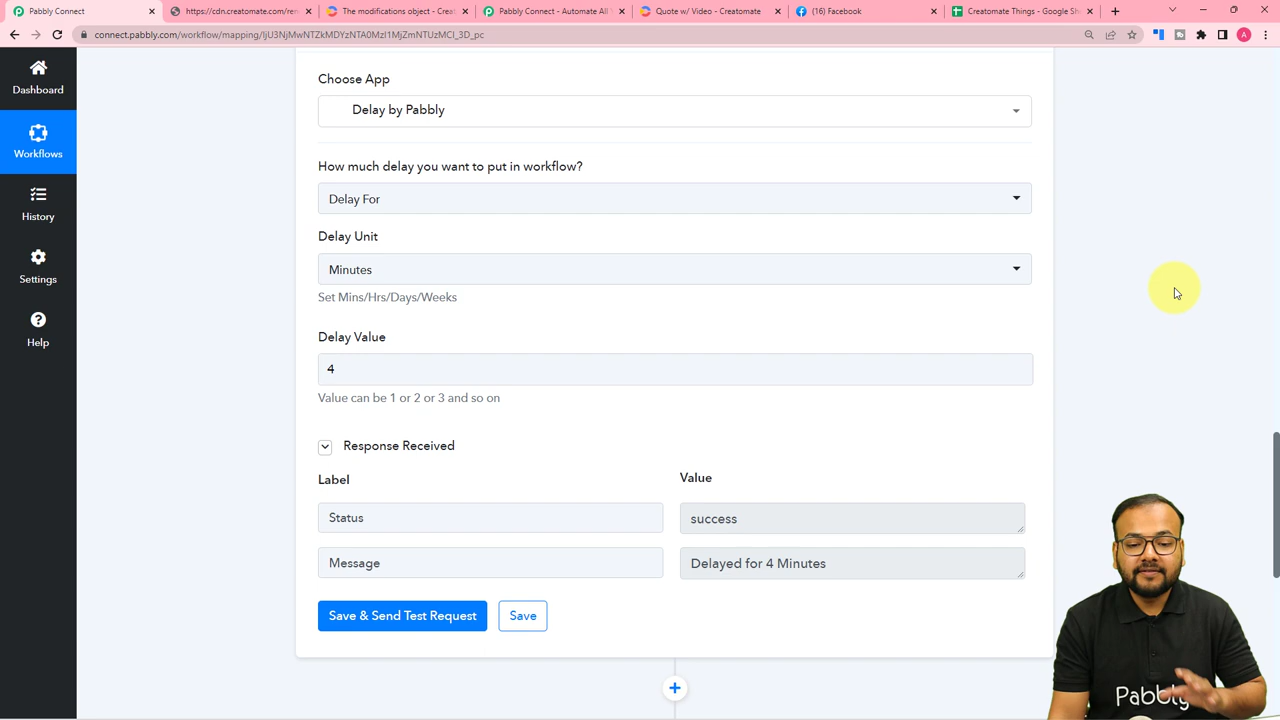 Pabbly Connect
https://cdn.creatomate.com/ren
The modifications object - Crea
Pabbly Connect - Automate All
Quote w/ Video - Creatomate
(16) Facebook
Creatomate Things - Google Sh
connect.pabbly.com/workflow/mapping/
A
Dashboard
Workflows
History
Settings
Help
Choose App
Delay by Pabbly
How much delay you want to put in workflow?
Delay For
Delay Unit
Minutes
Set Mins/Hrs/Days/Weeks
Delay Value
4
Value can be 1 or 2 or 3 and so on
Response Received
Label
Value
Status
success
Message
Delayed for 4 Minutes
Save & Send Test Request
Save
Pabbly